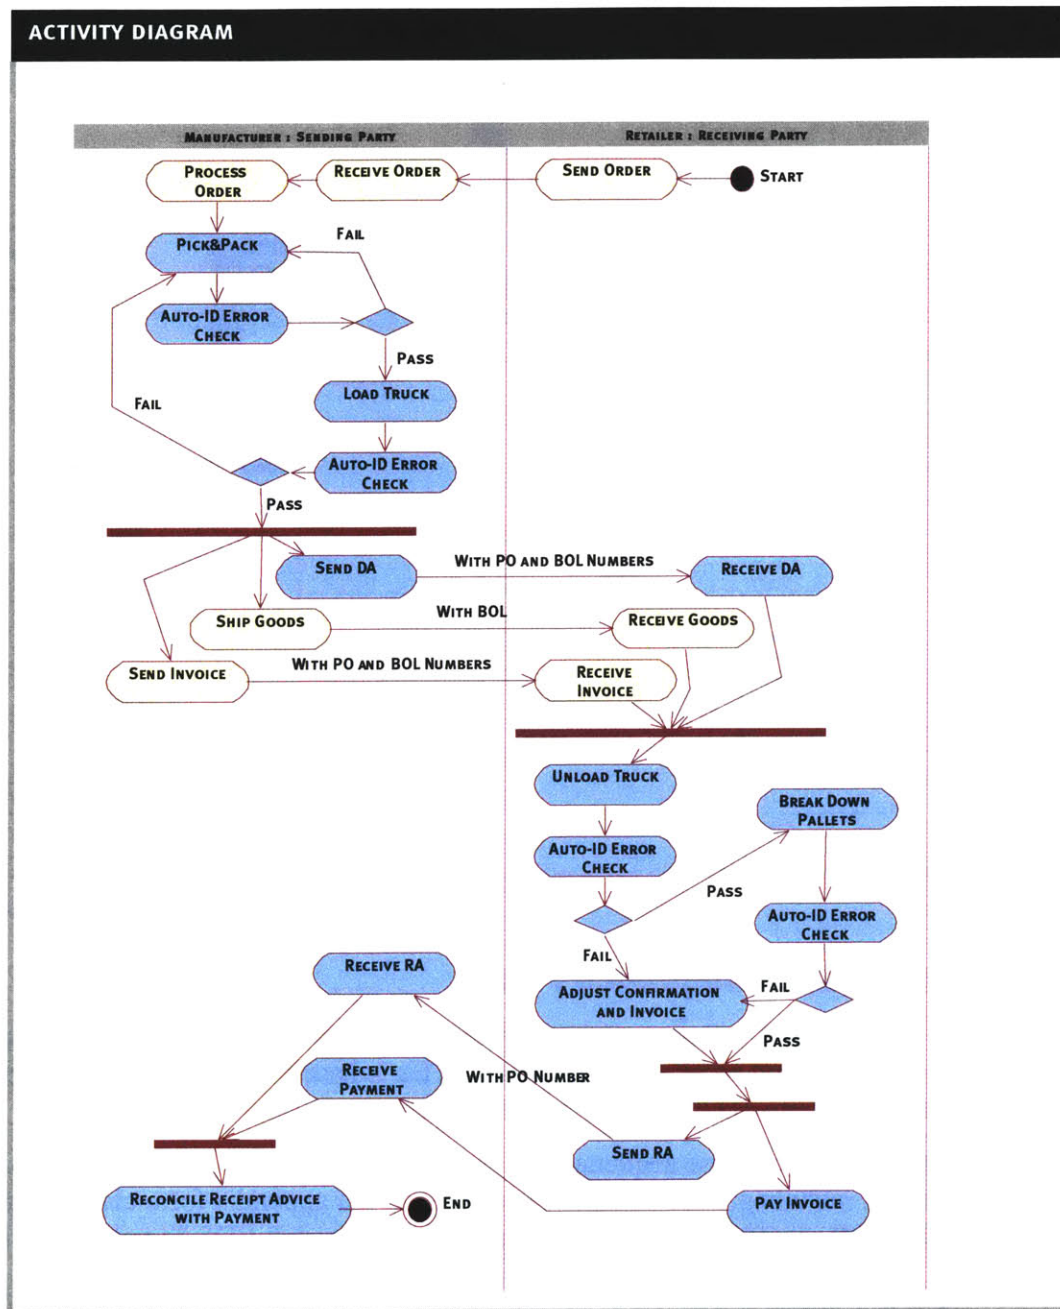 ACTIVITY DIAGRAM
MANUFACTURER : SENDING PARTY
RETAILER : RECEIVING PARTY
PROCESS
ORDER
RECEIVE ORDER
SEND ORDER
START
PICK&PACK
FAIL
AUTO-ID ERROR
CHECK
PASS
LOAD TRUCK
FAIL
AUTO-ID ERROR
CHECK
PASS
SEND DA
WITH PO AND BOL NUMBERS
RECEIVE DA
SHIP GOODS
WITH BOL
RECEIVE GOODS
SEND INVOICE
WITH PO AND BOL NUMBERS
RECEIVE
INVOICE
UNLOAD TRUCK
BREAK DOWN
PALLETS
AUTO-ID ERROR
CHECK
PASS
AUTO-ID ERROR
CHECK
FAIL
RECEIVE RA
ADJUST CONFIRMATION
AND INVOICE
FAIL
PASS
RECEIVE
PAYMENT
WITH PO NUMBER
SEND RA
RECONCILE RECEIPT ADVICE
WITH PAYMENT
END
PAY INVOICE